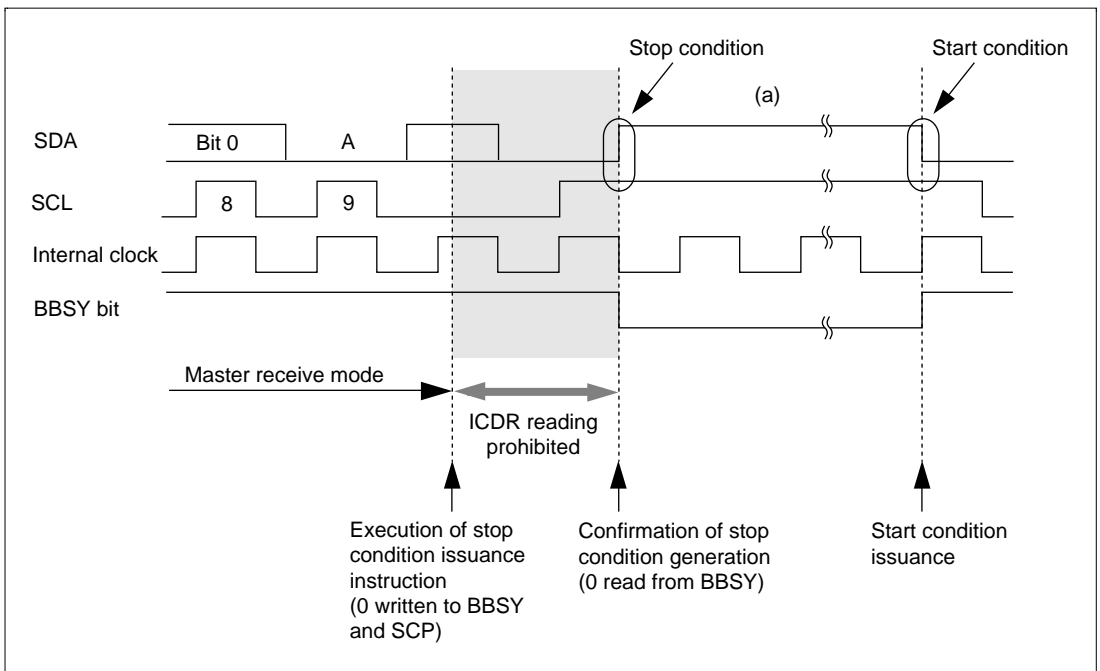 Stop condition
Start condition
(a)
SDA
Bit 0
A
SCL
8
9
Internal clock
BBSY bit
Master receive mode
ICDR reading
prohibited
Execution of stop
condition issuance
instruction
(0 written to BBSY
and SCP)
Confirmation of stop
condition generation
(0 read from BBSY)
Start condition
issuance